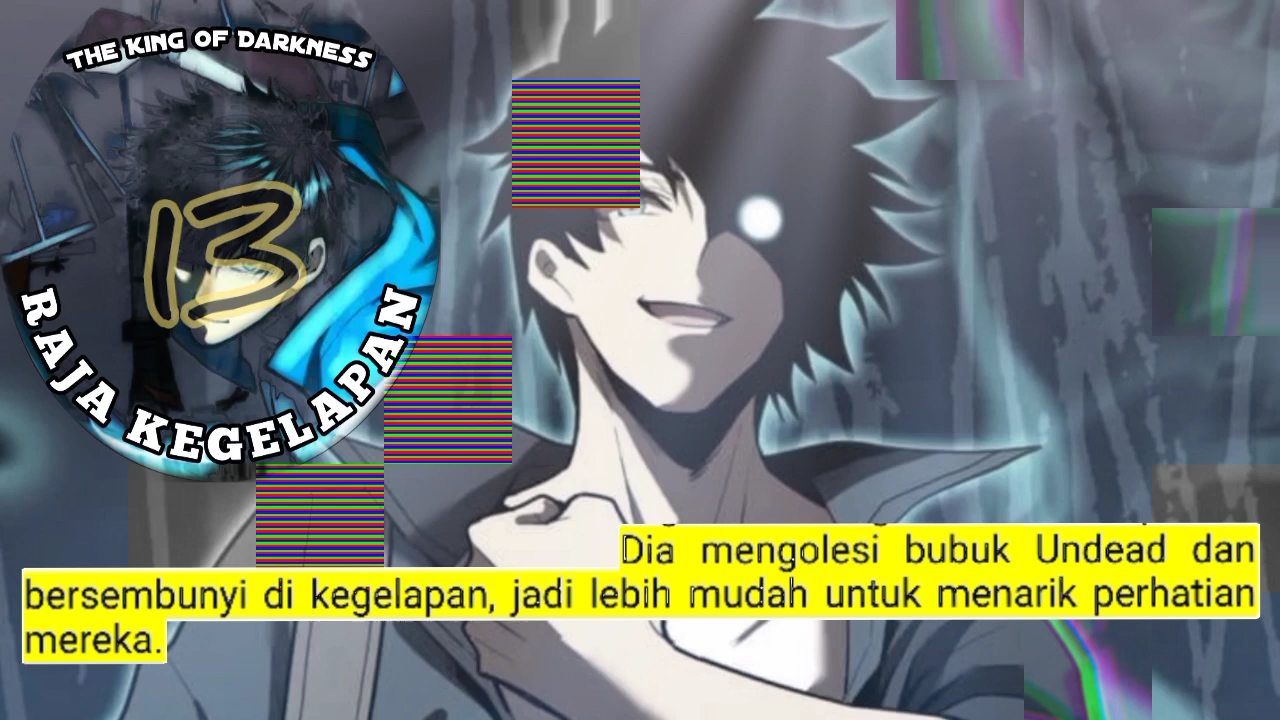 THE KING OF DARKNESS
13
RAJA KEGELAPAN
Dia mengolesi bubuk Undead dan
bersembunyi di kegelapan, jadi lebih mudah untuk menarik perhatian
mereka.